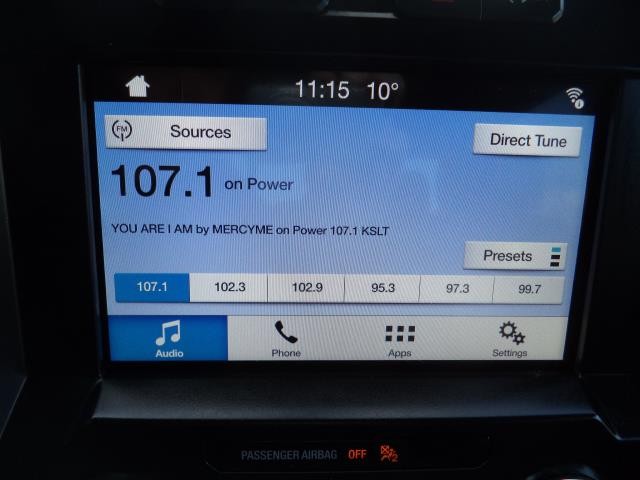 11:15 10°
FM Sources
Direct Tune
107.1 on Power
YOU ARE I AM by MERCYME on Power 107.1 KSLT
Presets
107.1 102.3 102.9 95.3 97.3 99.7
Audio Phone Apps Settings
PASSENGER AIRBAG OFF 2